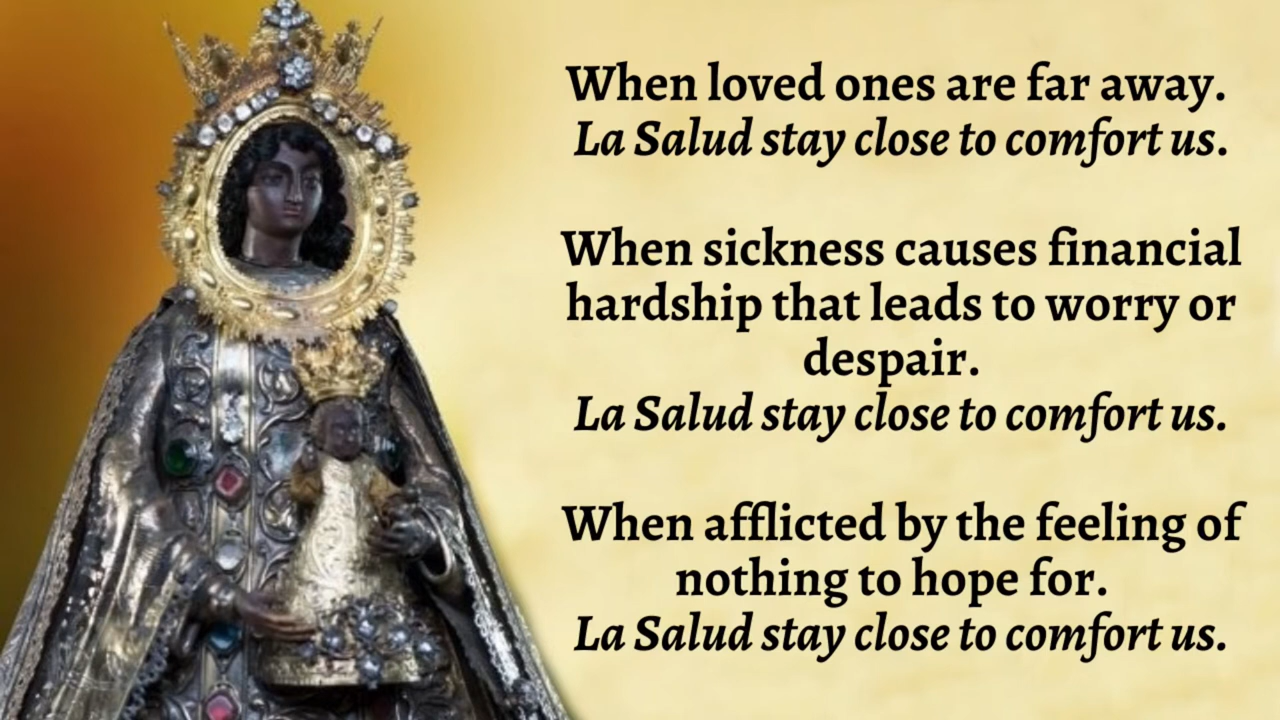 When loved ones are far away.
La Salud stay close to comfort us.
When sickness causes financial
hardship that leads to worry or
despair.
La Salud stay close to comfort us.
When afflicted by the feeling of
nothing to hope for.
La Salud stay close to comfort us.